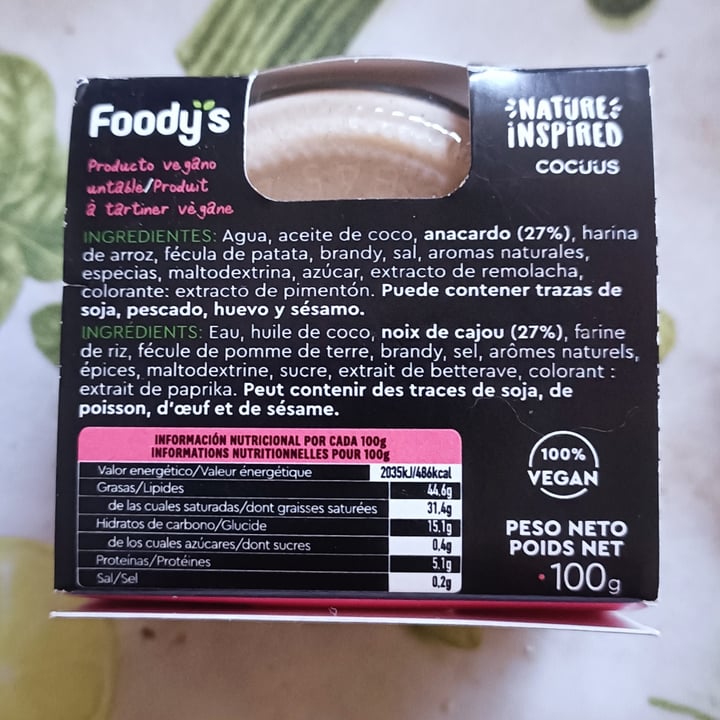 Foody's
NATURE
INSPIRED
COCUUS
Producto vegano
untable/Produit
à tartiner vègane
INGREDIENTES: Agua, aceite de coco, anacardo (27%), harina
de arroz, fécula de patata, brandy, sal, aromas naturales,
especias, maltodextrina, azúcar, extracto de remolacha,
colorante: extracto de pimentón. Puede contener trazas de
soja, pescado, huevo y sésamo.
INGRÉDIENTS: Eau, huile de coco, noix de cajou (27%), farine
de riz, fécule de pomme de terre, brandy, sel, arômes naturels,
épices, maltodextrine, sucre, extrait de betterave, colorant :
extrait de paprika. Peut contenir des traces de soja, de
poisson, d'œuf et de sésame.
INFORMACIÓN NUTRICIONAL POR CADA 100g
INFORMATIONS NUTRITIONNELLES POUR 100g
Valor energético/Valeur énergétique 2035kJ/486kcal
Grasas/Lipides 44,6g
de las cuales saturadas/dont graisses saturées 31,4g
Hidratos de carbono/Glucide 15,1g
de los cuales azúcares/dont sucres 0,4g
Proteínas/Protéines 5,1g
Sal/Sel 0,2g
100%
VEGAN
PESO NETO
POIDS NET
100g